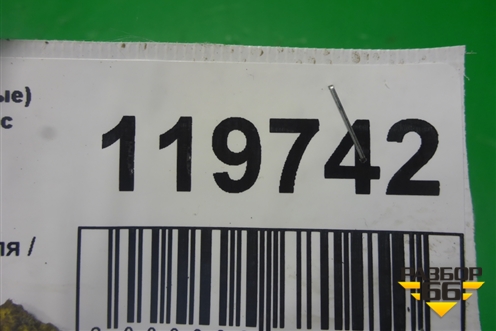 ые)
с
119742
ля /
РАЗБОР
66